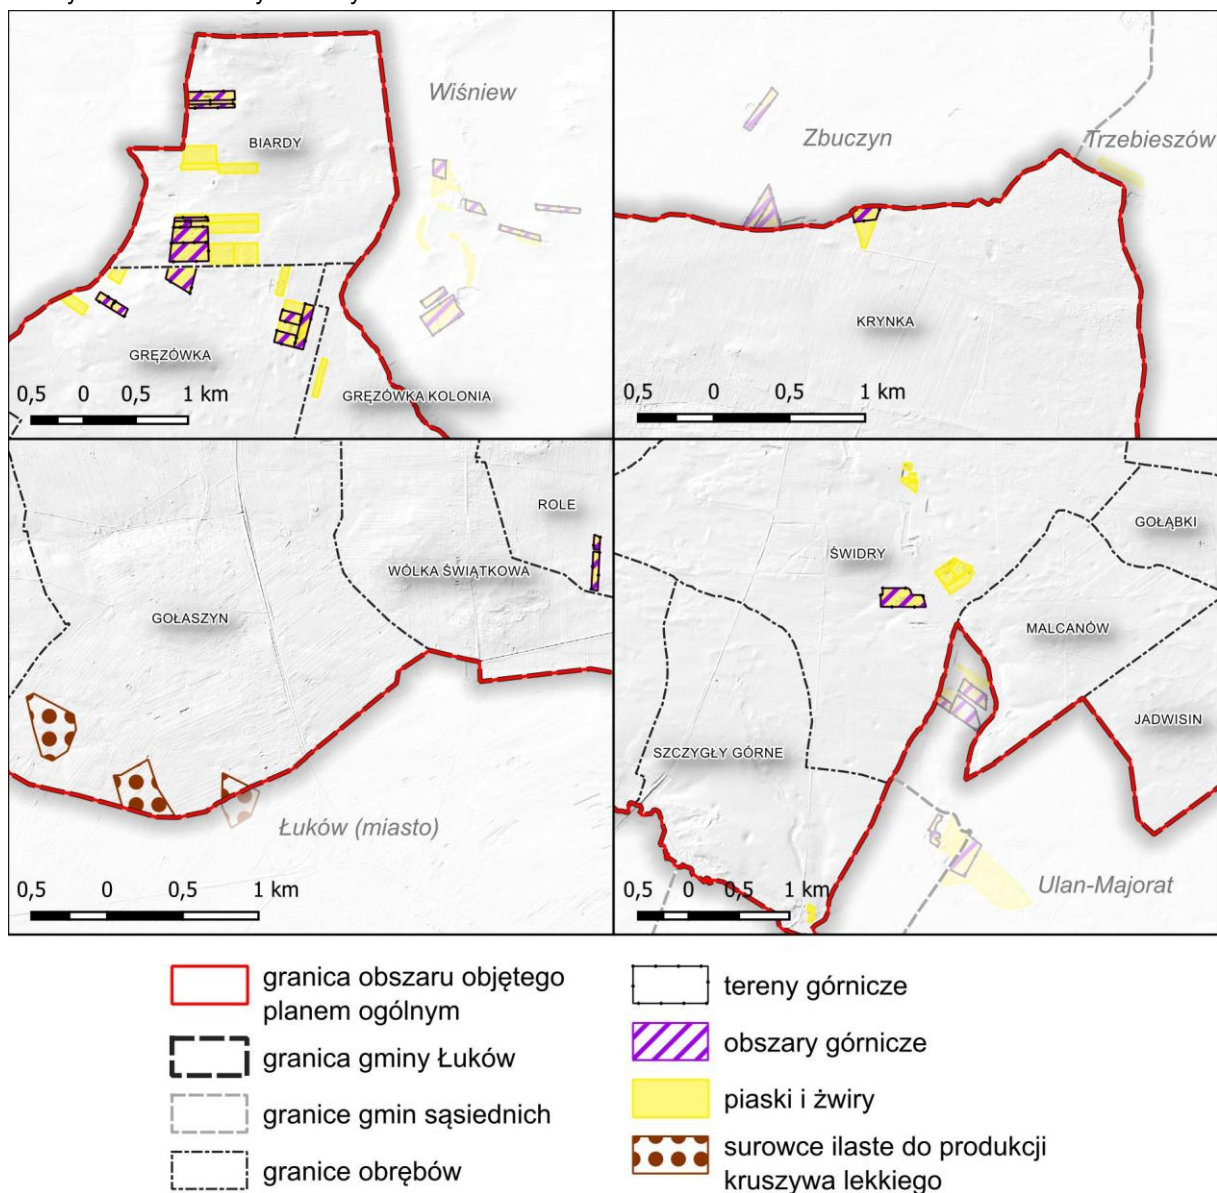 Wiśniew
BIARDY
GRĘZÓWKA
GRĘZÓWKA KOLONIA
0,5 0 0,5 1 km
Zbuczyn
Trzebieszów
KRYNKA
0,5 0 0,5 1 km
ROLE
WÓLKA ŚWIĄTKOWA
GOŁASZYN
Łuków (miasto)
0,5 0 0,5 1 km
GOŁĄBKI
ŚWIDRY
MALCANÓW
JADWISIN
SZCZYGŁY GÓRNE
Ulan-Majorat
0,5 0 0,5 1 km
granica obszaru objętego
planem ogólnym
granica gminy Łuków
granice gmin sąsiednich
granice obrębów
tereny górnicze
obszary górnicze
piaski i żwiry
surowce ilaste do produkcji
kruszywa lekkiego